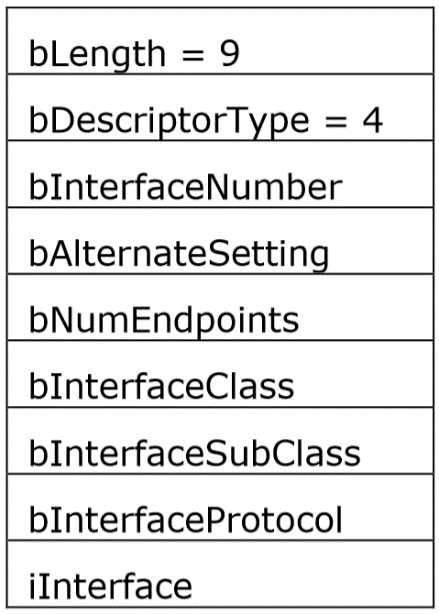 bLength = 9
bDescriptorType = 4
bInterfaceNumber
bAlternateSetting
bNumEndpoints
bInterfaceClass
bInterfaceSubClass
bInterfaceProtocol
iInterface